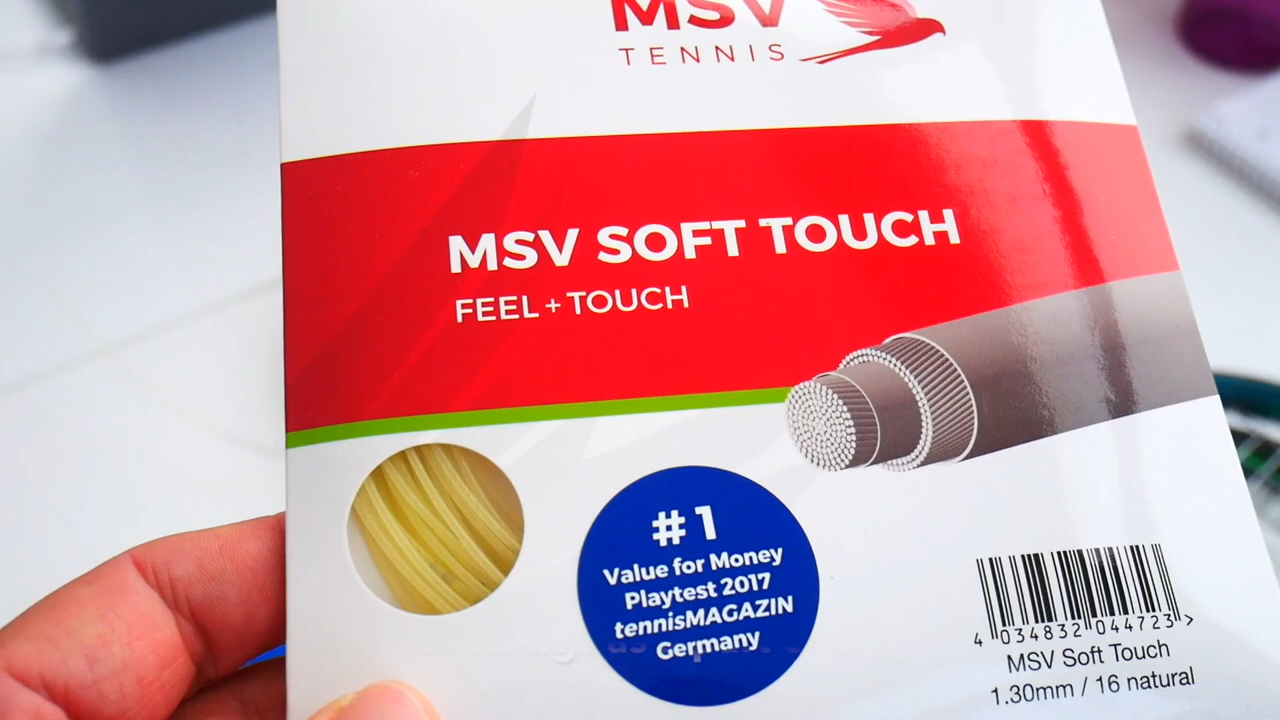 MSV
TENNIS
MSV SOFT TOUCH
FEEL + TOUCH
#1
Value for Money
Playtest 2017
tennisMAGAZIN
Germany
4 034832 044723 >
MSV Soft Touch
1.30mm / 16 natural